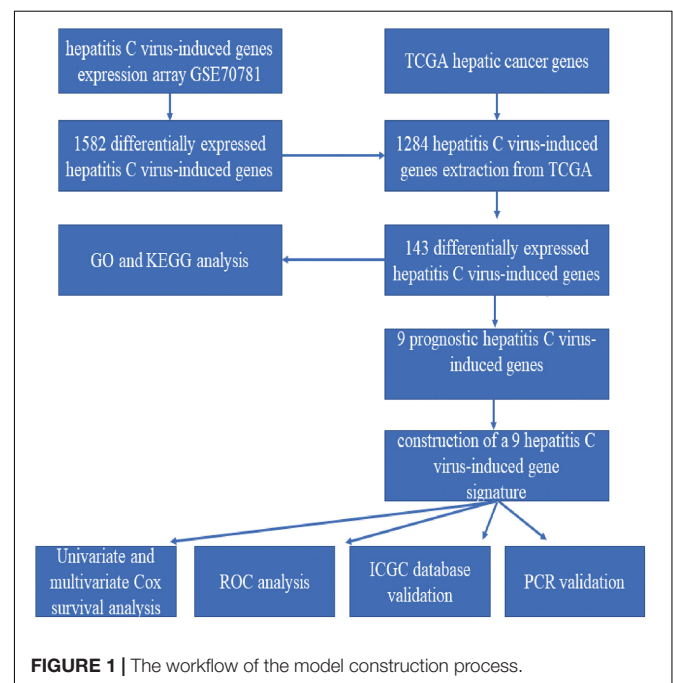 hepatitis C virus-induced genes
expression array GSE70781
TCGA hepatic cancer genes
1582 differentially expressed
hepatitis C virus-induced genes
1284 hepatitis C virus-induced
genes extraction from TCGA
GO and KEGG analysis
143 differentially expressed
hepatitis C virus-induced genes
9 prognostic hepatitis C virus-
induced genes
construction of a 9 hepatitis C
virus-induced gene
signature
Univariate and
multivariate Cox
survival analysis
ROC analysis
ICGC database
validation
PCR validation
FIGURE 1 | The workflow of the model construction process.